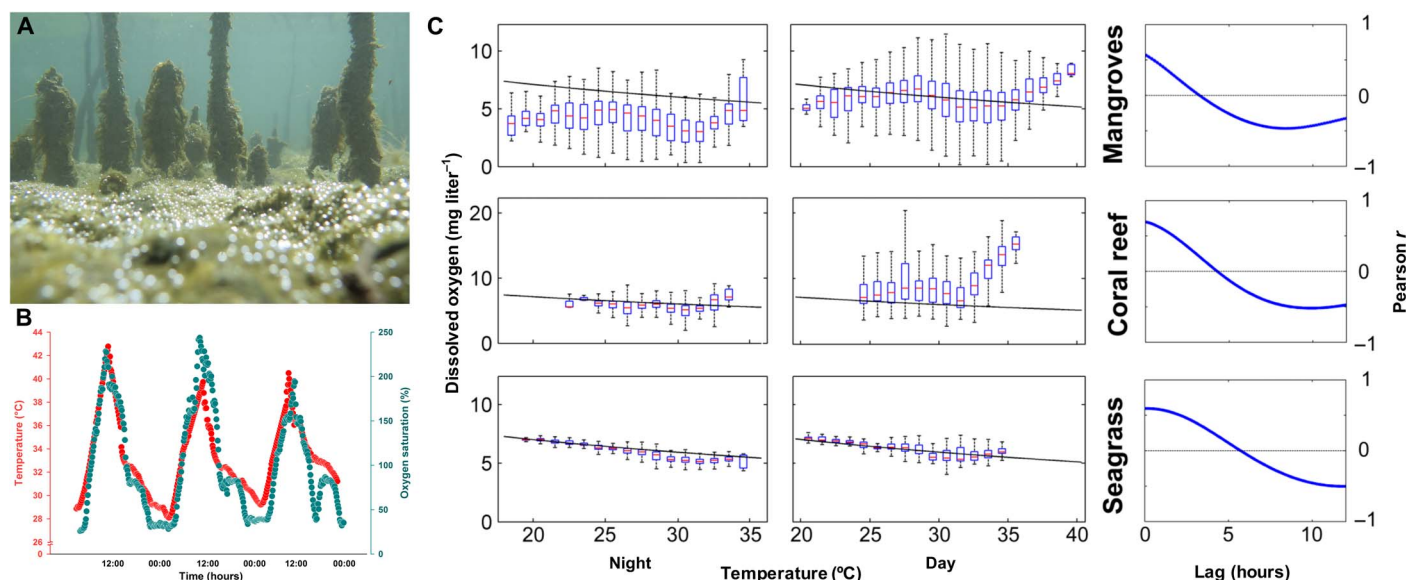 A
B
Temperature (°C)
44
42
40
38
36
34
32
30
28
26
0
250
200
150
100
50
0
Oxygen saturation (%)
12:00 00:00 12:00 00:00 12:00 00:00
Time (hours)
C
Dissolved oxygen (mg liter⁻¹)
10
5
0
20
10
0
10
5
0
20 25 30 35
Night
20 25 30 35 40
Day
Temperature (ºC)
Mangroves
1
0
−1
Coral reef
1
0
−1
Seagrass
1
0
−1
Pearson r
0 5 10
Lag (hours)